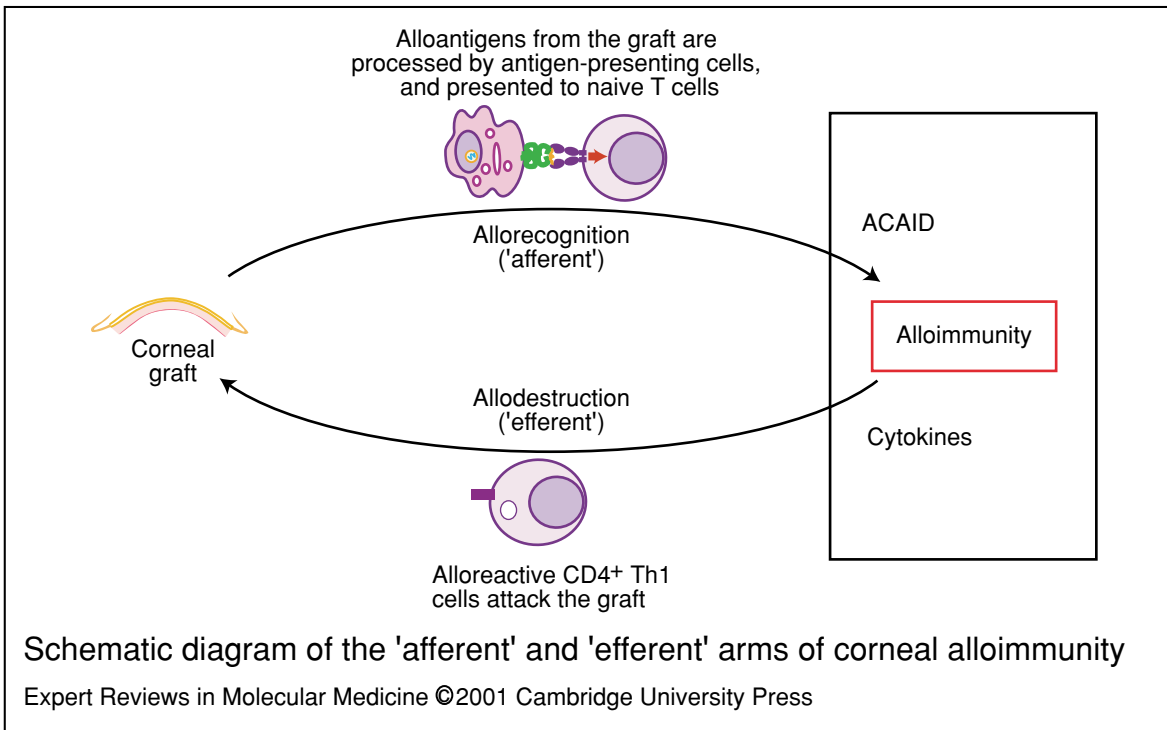 Alloantigens from the graft are
processed by antigen-presenting cells,
and presented to naive T cells
Allorecognition
('afferent')
ACAID
Alloimmunity
Corneal
graft
Allodestruction
('efferent')
Cytokines
Alloreactive CD4+ Th1
cells attack the graft
Schematic diagram of the 'afferent' and 'efferent' arms of corneal alloimmunity
Expert Reviews in Molecular Medicine ©2001 Cambridge University Press